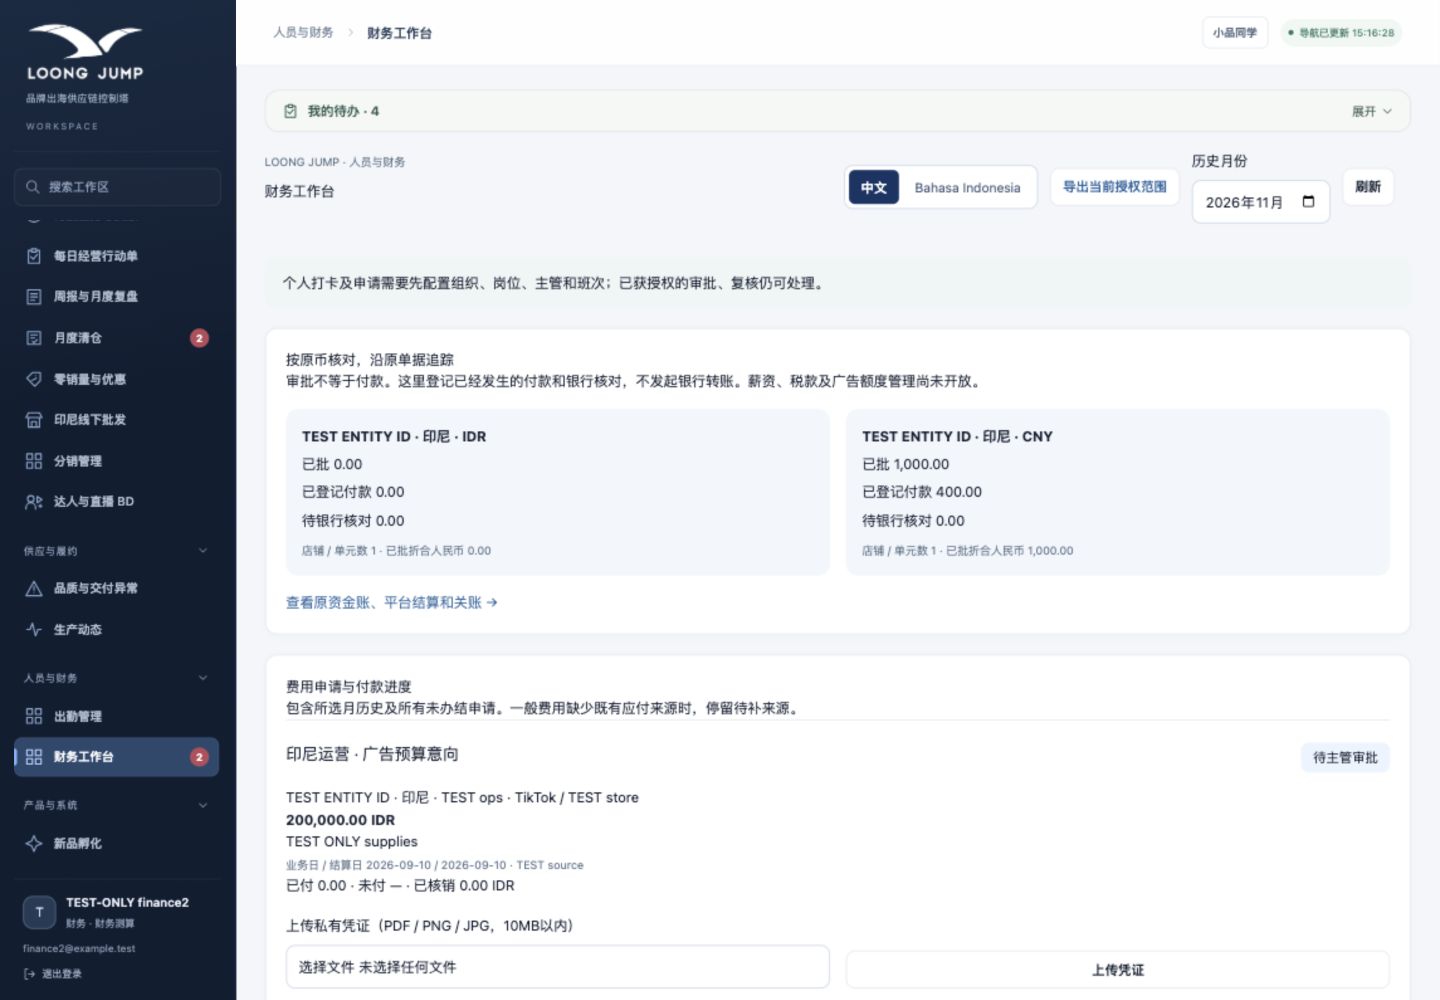 LOONG JUMP
品牌出海供应链控制塔
WORKSPACE
搜索工作区
每日经营行动单
周报与月度复盘
月度清仓
2
零销量与优惠
印尼线下批发
分销管理
达人与直播 BD
供应与履约
品质与交付异常
生产动态
人员与财务
出勤管理
财务工作台
2
产品与系统
新品孵化
T
TEST-ONLY finance2
财务 · 财务测算
finance2@example.test
退出登录
人员与财务
财务工作台
小品同学
导航已更新 15:16:28
我的待办 · 4
展开
LOONG JUMP · 人员与财务
财务工作台
中文
Bahasa Indonesia
导出当前授权范围
历史月份
2026年11月
刷新
个人打卡及申请需要先配置组织、岗位、主管和班次；已获授权的审批、复核仍可处理。
按原币核对，沿原单据追踪
审批不等于付款。这里登记已经发生的付款和银行核对，不发起银行转账。薪资、税款及广告额度管理尚未开放。
TEST ENTITY ID · 印尼 · IDR
已批 0.00
已登记付款 0.00
待银行核对 0.00
店铺 / 单元数 1 · 已批折合人民币 0.00
TEST ENTITY ID · 印尼 · CNY
已批 1,000.00
已登记付款 400.00
待银行核对 0.00
店铺 / 单元数 1 · 已批折合人民币 1,000.00
查看原资金账、平台结算和关账 →
费用申请与付款进度
包含所选月历史及所有未办结申请。一般费用缺少既有应付来源时，停留待补来源。
印尼运营 · 广告预算意向
待主管审批
TEST ENTITY ID · 印尼 · TEST ops · TikTok / TEST store
200,000.00 IDR
TEST ONLY supplies
业务日 / 结算日 2026-09-10 / 2026-09-10 · TEST source
已付 0.00 · 未付 — · 已核销 0.00 IDR
上传私有凭证（PDF / PNG / JPG，10MB以内）
选择文件 未选择任何文件
上传凭证